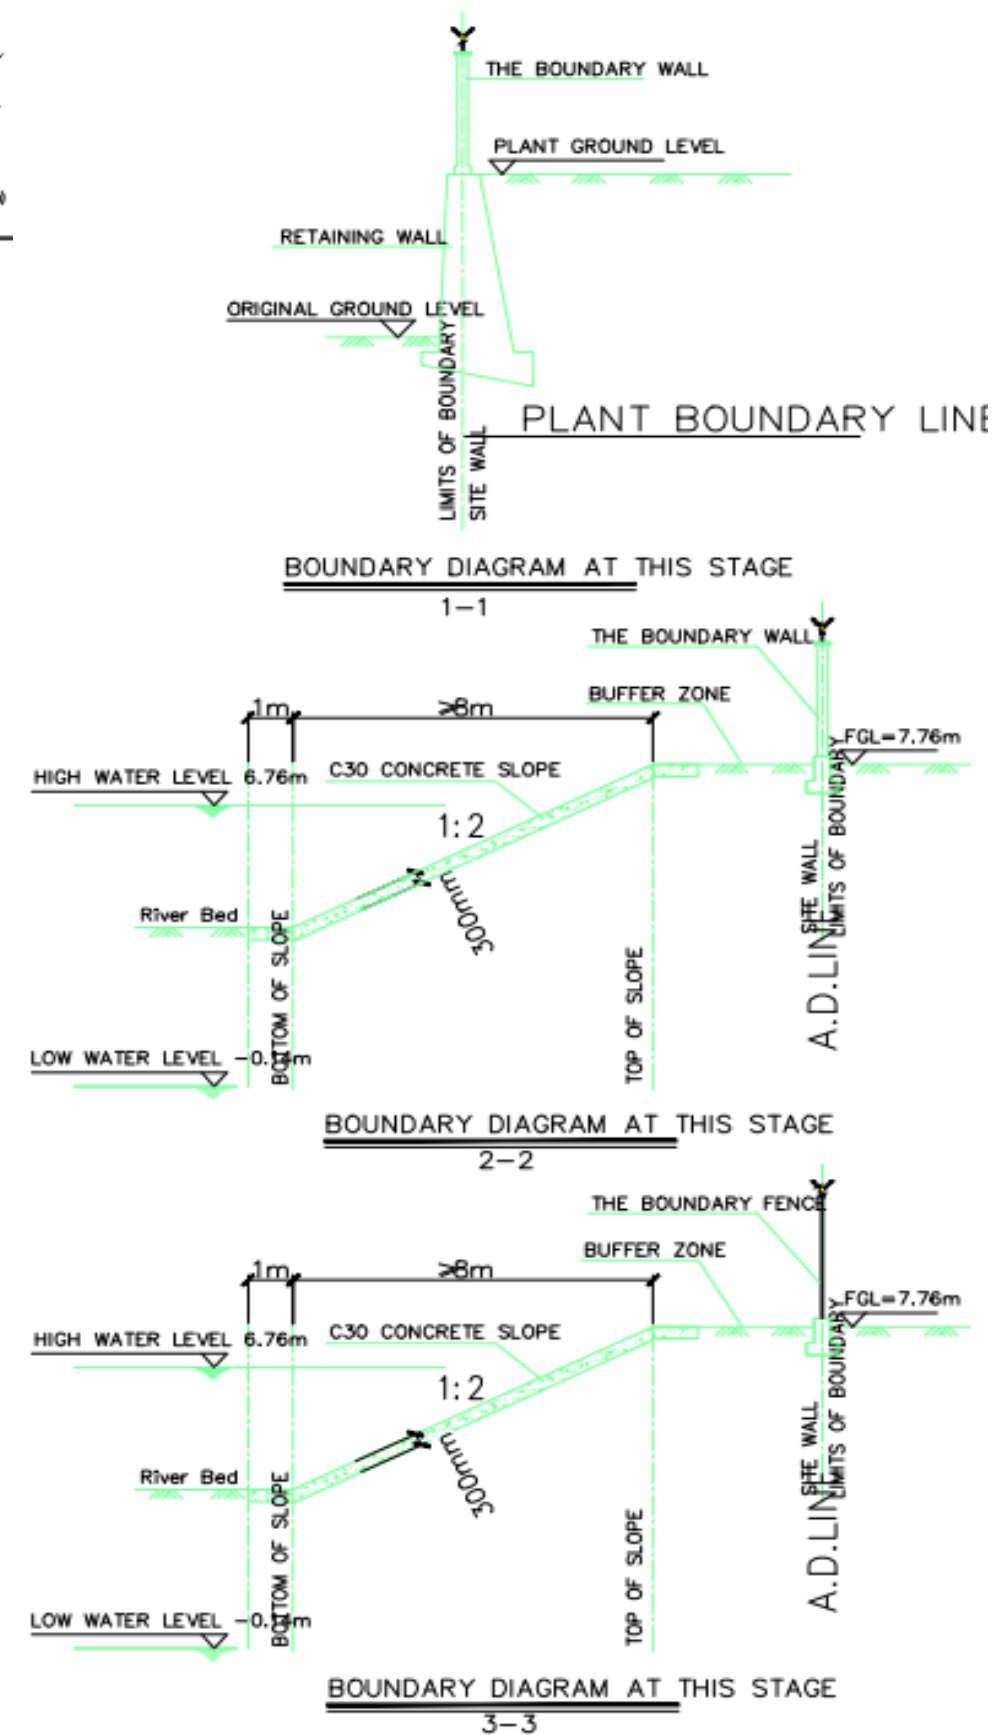 THE BOUNDARY WALL
PLANT GROUND LEVEL
RETAINING WALL
ORIGINAL GROUND LEVEL
LIMITS OF BOUNDARY
SITE WALL
PLANT BOUNDARY LINE
BOUNDARY DIAGRAM AT THIS STAGE
1-1
THE BOUNDARY WALL
BUFFER ZONE
1m
>8m
FGL=7.76m
HIGH WATER LEVEL 6.76m
C30 CONCRETE SLOPE
1:2
300mm
River Bed
BOTTOM OF SLOPE
TOP OF SLOPE
SITE WALL
LIMITS OF BOUNDARY
A.D.LINE
LOW WATER LEVEL -0.14m
BOUNDARY DIAGRAM AT THIS STAGE
2-2
THE BOUNDARY FENCE
BUFFER ZONE
1m
>8m
FGL=7.76m
HIGH WATER LEVEL 6.76m
C30 CONCRETE SLOPE
1:2
300mm
River Bed
BOTTOM OF SLOPE
TOP OF SLOPE
SITE WALL
LIMITS OF BOUNDARY
A.D.LINE
LOW WATER LEVEL -0.14m
BOUNDARY DIAGRAM AT THIS STAGE
3-3